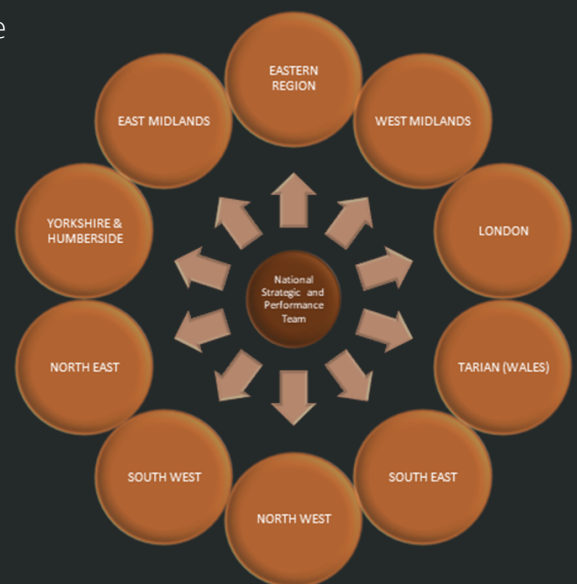 e
EASTERN
REGION
WEST MIDLANDS
LONDON
TARIAN (WALES)
SOUTH EAST
NORTH WEST
SOUTH WEST
NORTH EAST
YORKSHIRE &
HUMBERSIDE
EAST MIDLANDS
National
Strategic and
Performance
Team